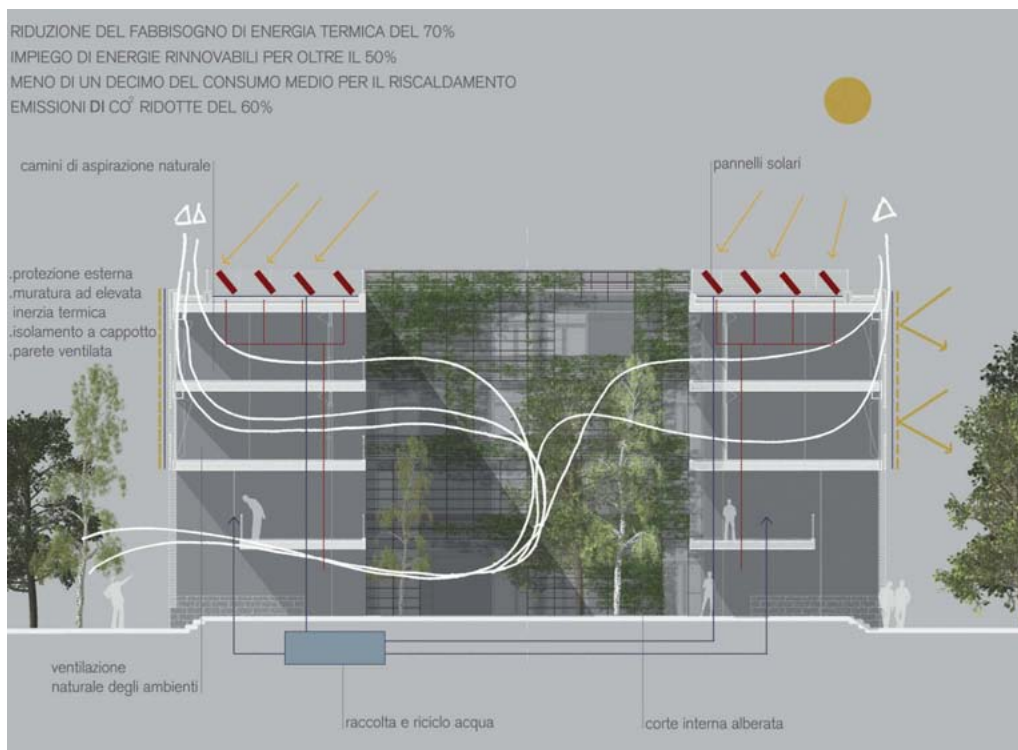 RIDUZIONE DEL FABBISOGNO DI ENERGIA TERMICA DEL 70%
IMPIEGO DI ENERGIE RINNOVABILI PER OLTRE IL 50%
MENO DI UN DECIMO DEL CONSUMO MEDIO PER IL RISCALDAMENTO
EMISSIONI DI CO² RIDOTTE DEL 60%
camini di aspirazione naturale
pannelli solari
.protezione esterna
.muratura ad elevata
inerzia termica
.isolamento a cappotto
.parete ventilata
ventilazione
naturale degli ambienti
raccolta e riciclo acqua
corte interna alberata